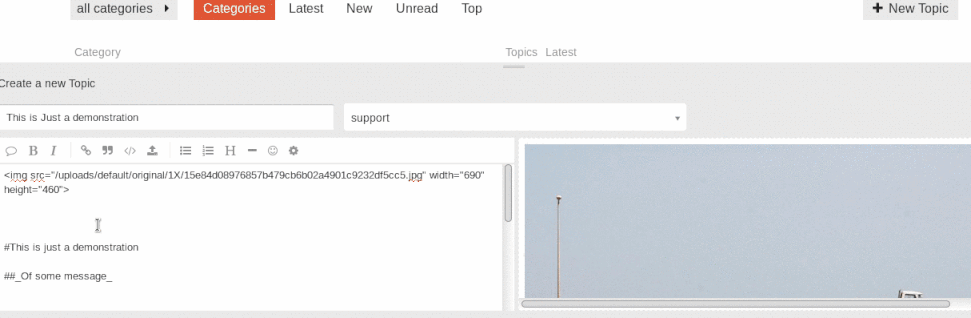 all categories Categories Latest New Unread Top New Topic
Category Topics Latest
Create a new Topic
This is Just a demonstration support
B I H
<img src="/uploads/default/original/1X/15e84d08976857b479cb6b02a4901c9232df5cc5.jpg" width="690"
height="460">
#This is just a demonstration
##_Of some message_